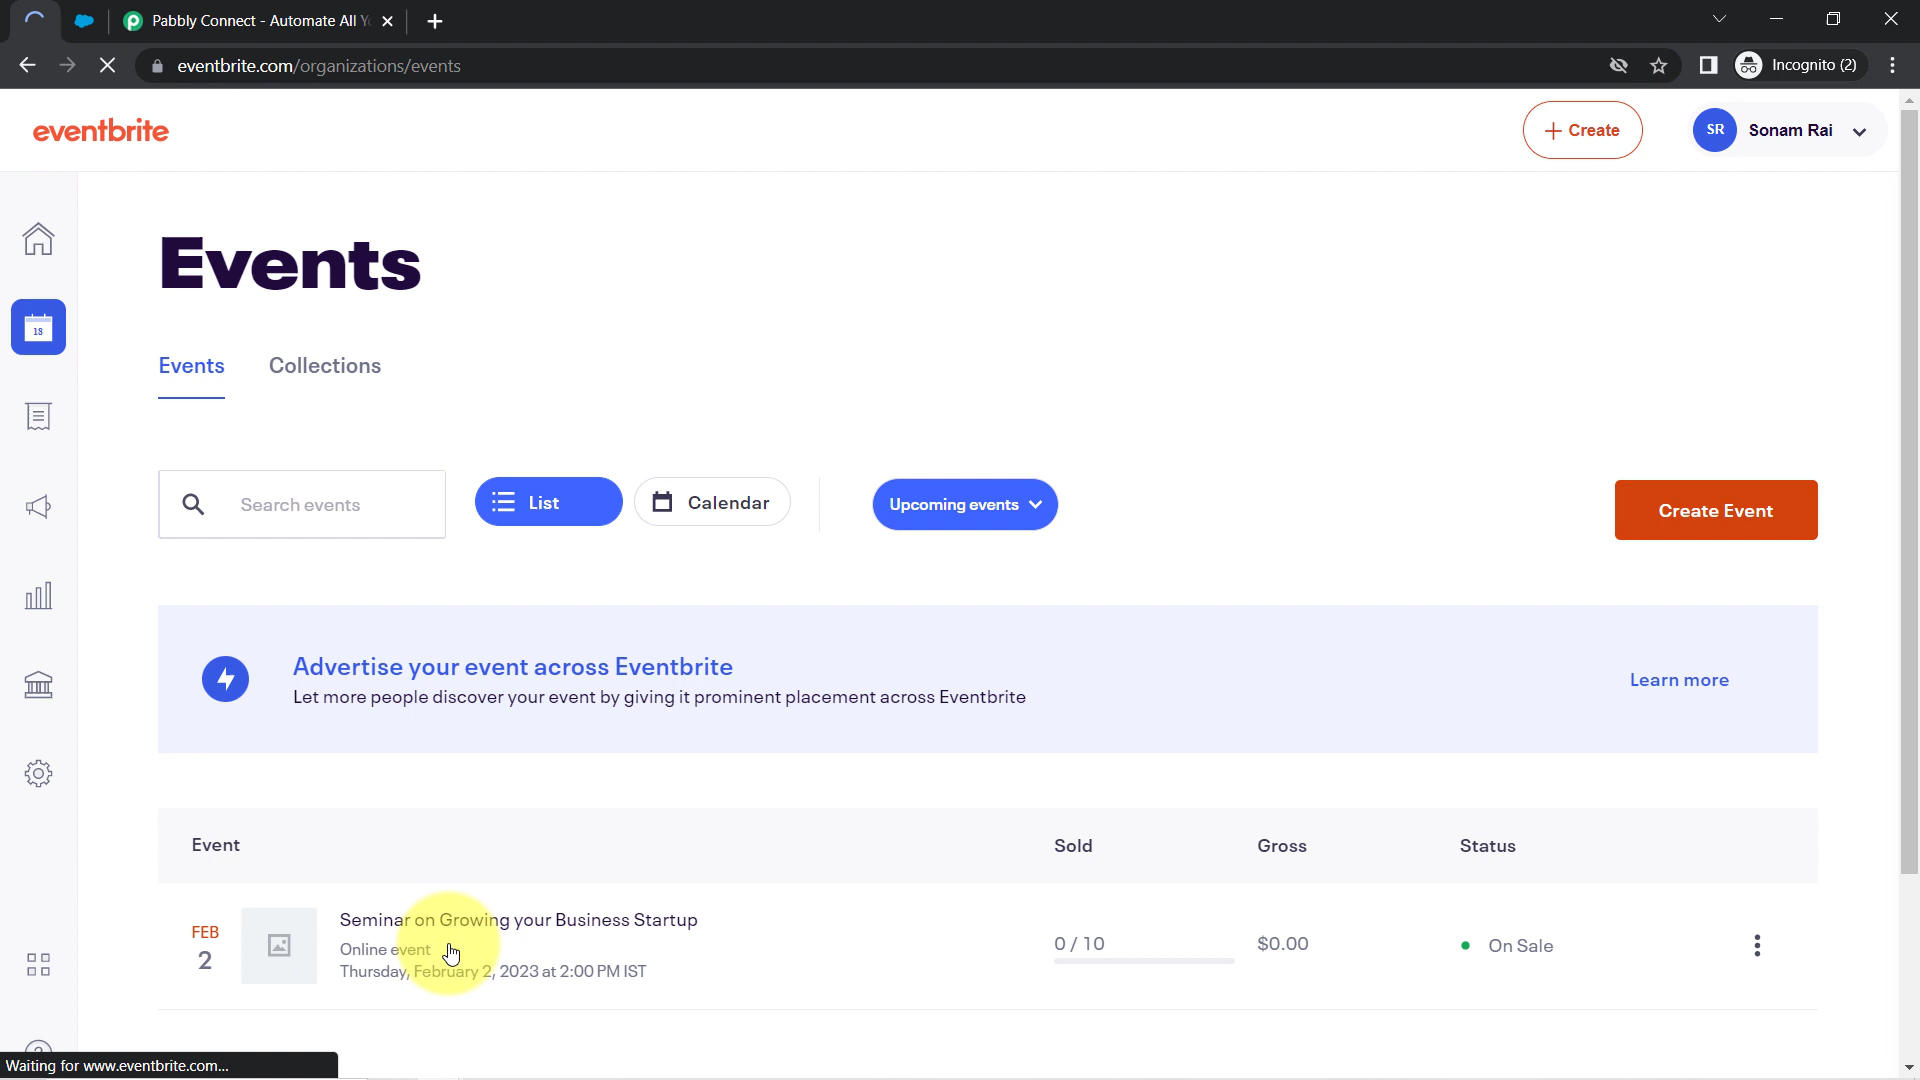 Pabbly Connect - Automate All Y
eventbrite.com/organizations/events
Incognito (2)
eventbrite
Create
SR
Sonam Rai
Events
18
Events Collections
Search events
List
Calendar
Upcoming events
Create Event
Advertise your event across Eventbrite
Let more people discover your event by giving it prominent placement across Eventbrite
Learn more
Event Sold Gross Status
FEB
2
Seminar on Growing your Business Startup
Online event
Thursday, February 2, 2023 at 2:00 PM IST
0 / 10
$0.00
On Sale
Waiting for www.eventbrite.com...